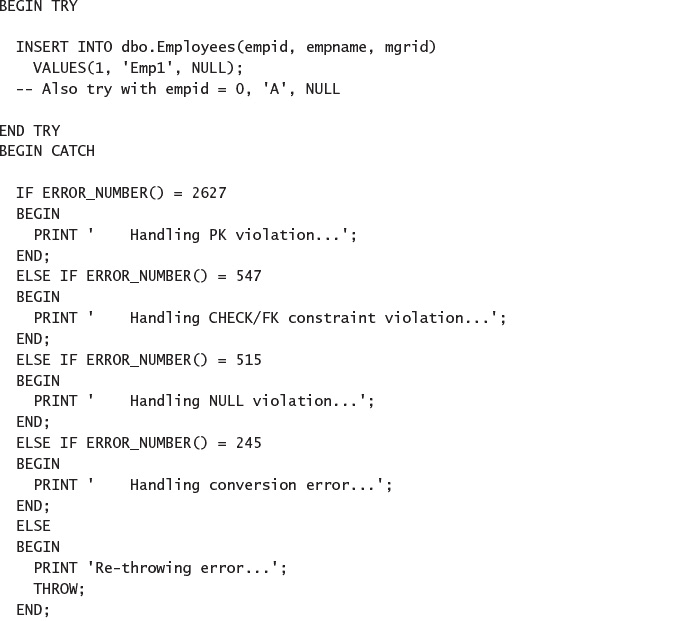 BEGIN TRY
  INSERT INTO dbo.Employees(empid, empname, mgrid)
    VALUES(1, 'Emp1', NULL);
  -- Also try with empid = 0, 'A', NULL
END TRY
BEGIN CATCH
  IF ERROR_NUMBER() = 2627
  BEGIN
    PRINT '    Handling PK violation...';
  END;
  ELSE IF ERROR_NUMBER() = 547
  BEGIN
    PRINT '    Handling CHECK/FK constraint violation...';
  END;
  ELSE IF ERROR_NUMBER() = 515
  BEGIN
    PRINT '    Handling NULL violation...';
  END;
  ELSE IF ERROR_NUMBER() = 245
  BEGIN
    PRINT '    Handling conversion error...';
  END;
  ELSE
  BEGIN
    PRINT 'Re-throwing error...';
    THROW;
  END;